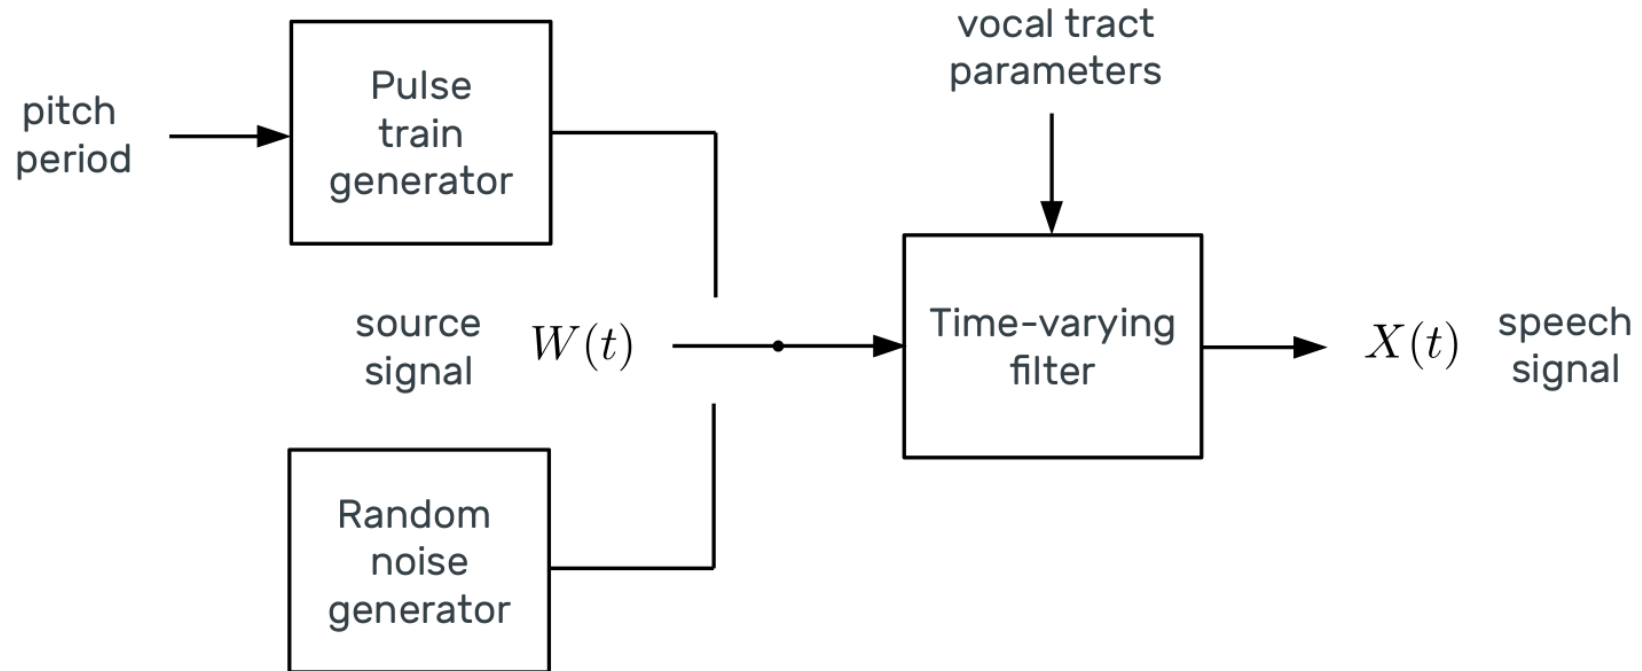 pitch
period
Pulse
train
generator
vocal tract
parameters
source
signal
W(t)
Time-varying
filter
X(t)
speech
signal
Random
noise
generator